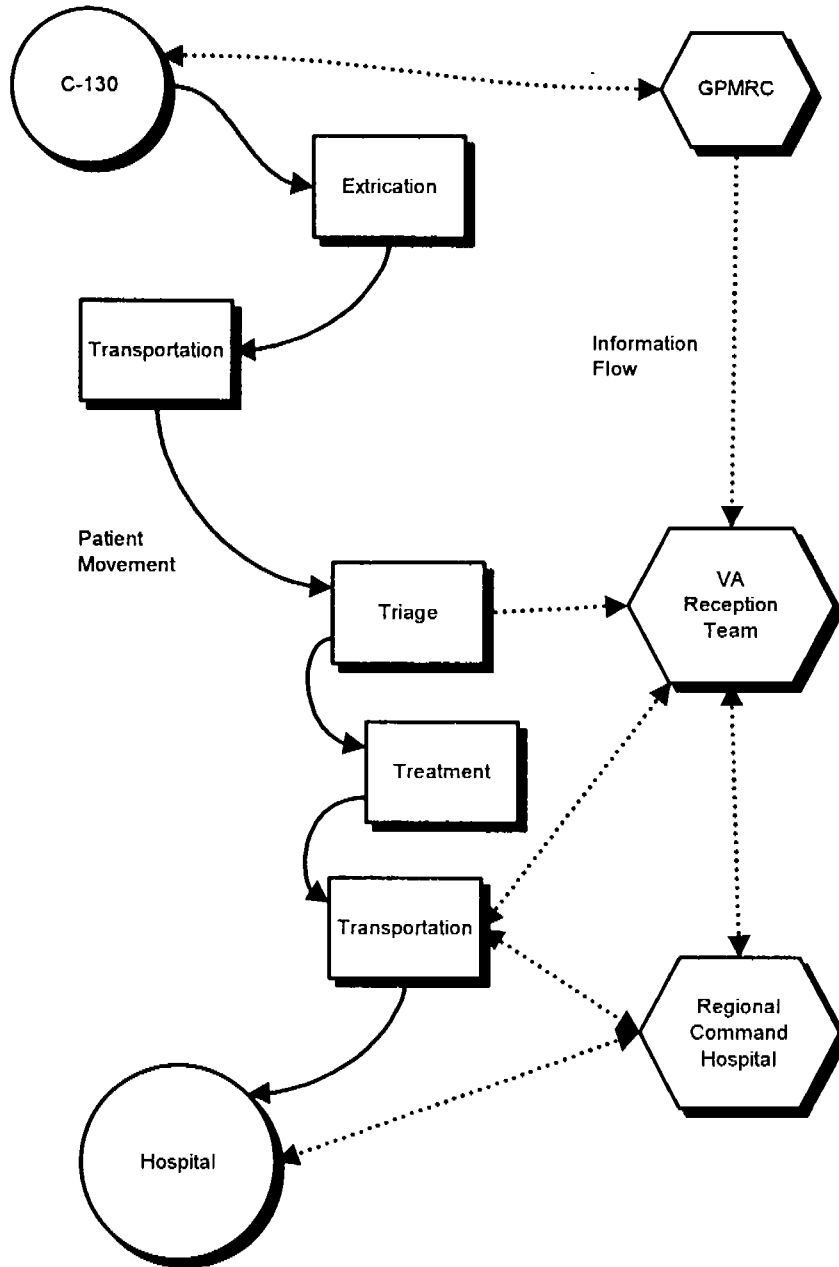 C-130
GPMRC
Extrication
Transportation
Information
Flow
Patient
Movement
Triage
VA
Reception
Team
Treatment
Transportation
Regional
Command
Hospital
Hospital